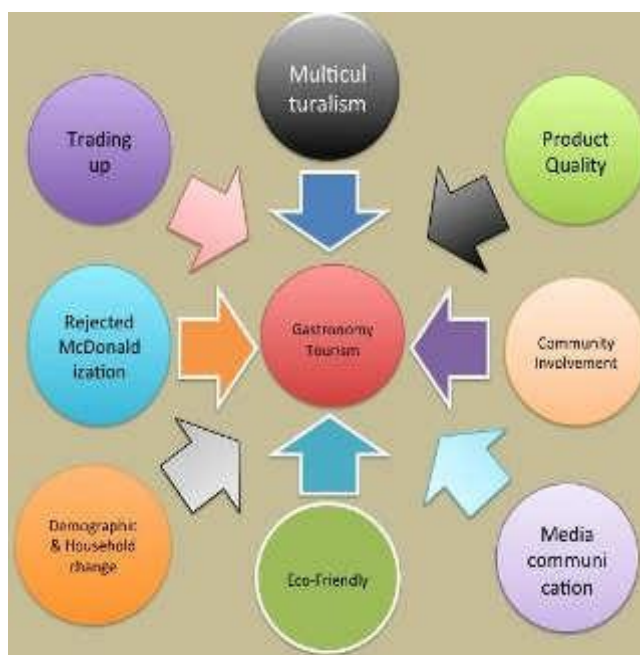 Multicul
turalism
Trading
up
Product
Quality
Rejected
McDonald
ization
Gastronomy
Tourism
Community
Involvement
Demographic
& Household
change
Eco-Friendly
Media
communi
cation